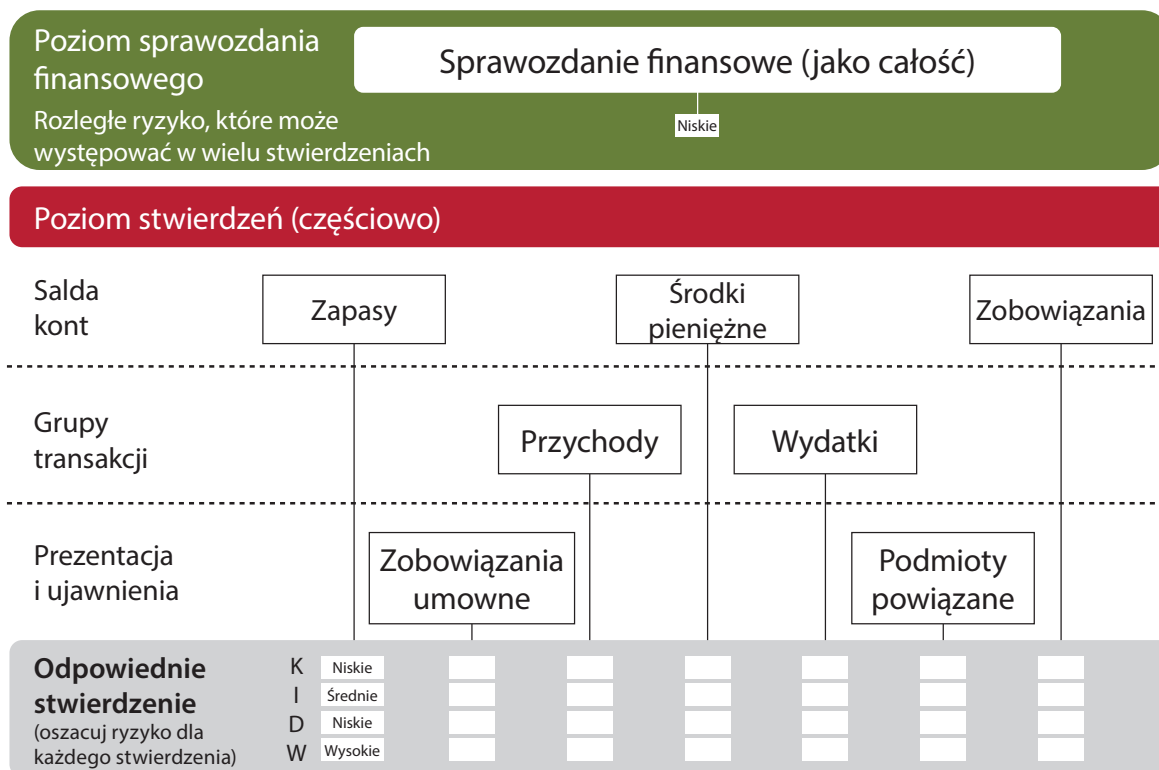 Poziom sprawozdania
finansowego
Sprawozdanie finansowe (jako całość)
Niskie
Rozległe ryzyko, które może
występować w wielu stwierdzeniach
Poziom stwierdzeń (częściowo)
Salda
kont
Zapasy
Środki
pieniężne
Zobowiązania
Grupy
transakcji
Przychody
Wydatki
Prezentacja
i ujawnienia
Zobowiązania
umowne
Podmioty
powiązane
Odpowiednie
stwierdzenie
(oszacuj ryzyko dla
każdego stwierdzenia)
K Niskie
I Średnie
D Niskie
W Wysokie